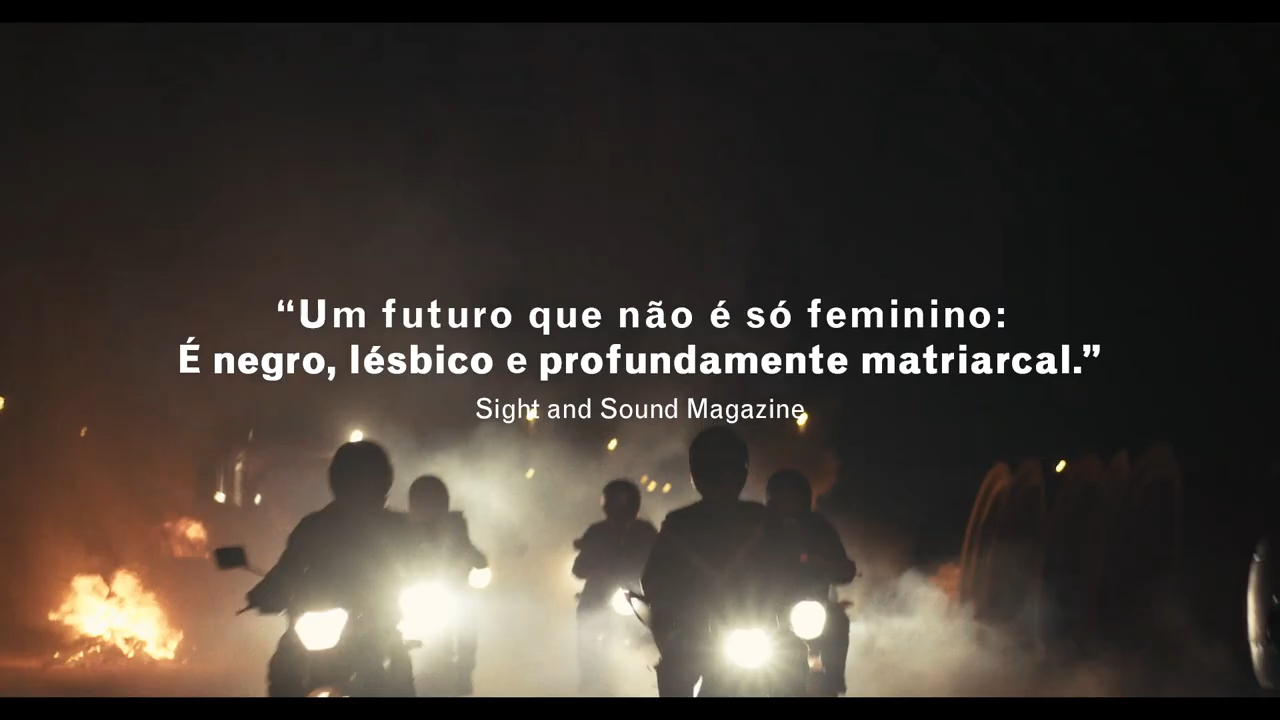 “Um futuro que não é só feminino:
É negro, lésbico e profundamente matriarcal.”
Sight and Sound Magazine